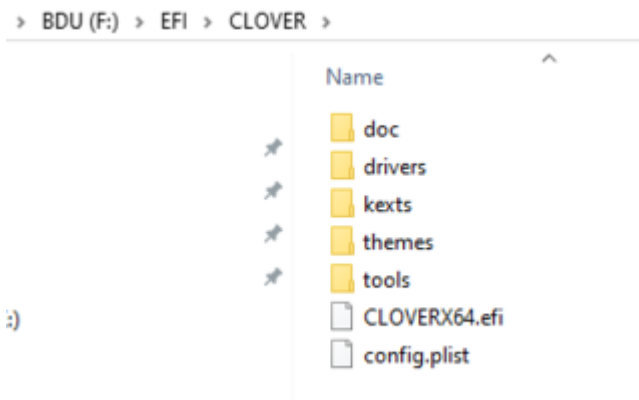 > BDU (F:) > EFI > CLOVER >
Name
doc
drivers
kexts
themes
tools
:)
CLOVERX64.efi
config.plist